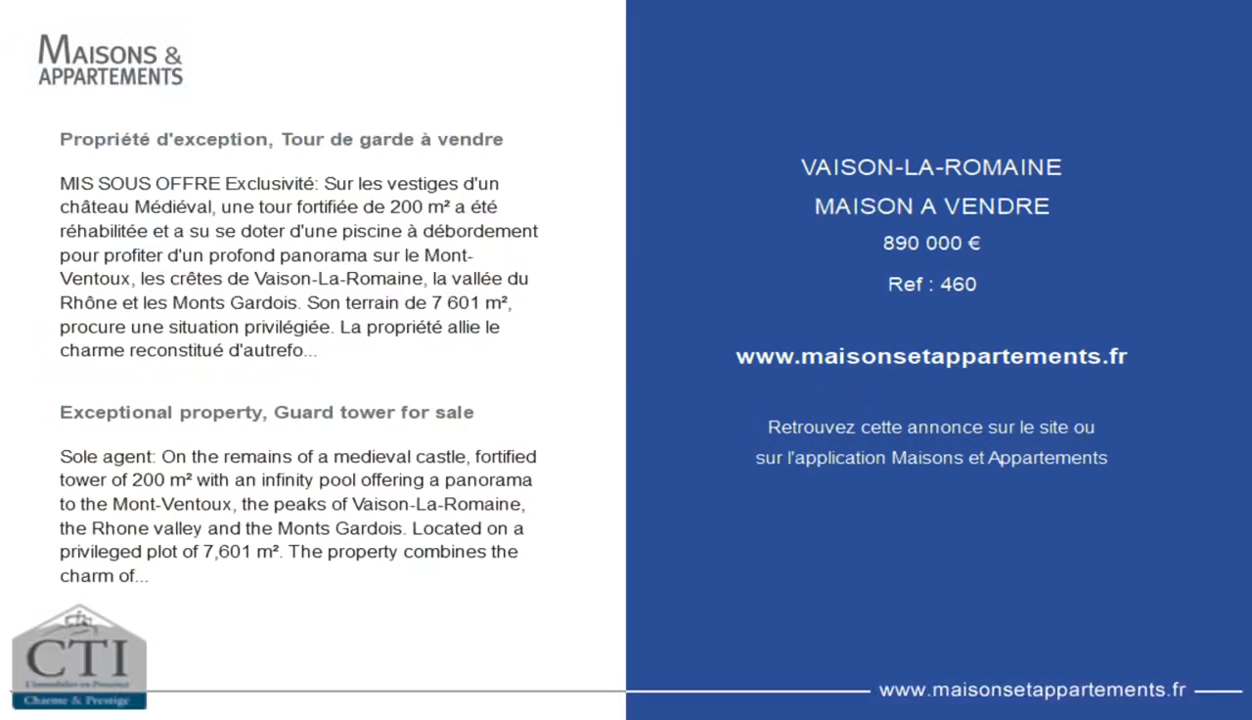 MAISONS &
APPARTEMENTS
Propriété d'exception, Tour de garde à vendre
MIS SOUS OFFRE Exclusivité: Sur les vestiges d'un
château Médiéval, une tour fortifiée de 200 m² a été
réhabilitée et a su se doter d'une piscine à débordement
pour profiter d'un profond panorama sur le Mont-
Ventoux, les crêtes de Vaison-La-Romaine, la vallée du
Rhône et les Monts Gardois. Son terrain de 7 601 m²,
procure une situation privilégiée. La propriété allie le
charme reconstitué d'autrefo...
Exceptional property, Guard tower for sale
Sole agent: On the remains of a medieval castle, fortified
tower of 200 m² with an infinity pool offering a panorama
to the Mont-Ventoux, the peaks of Vaison-La-Romaine,
the Rhone valley and the Monts Gardois. Located on a
privileged plot of 7,601 m². The property combines the
charm of...
CTI
L'immobilier en Provence
Charme & Prestige
VAISON-LA-ROMAINE
MAISON A VENDRE
890 000 €
Ref : 460
www.maisonsetappartements.fr
Retrouvez cette annonce sur le site ou
sur l'application Maisons et Appartements
www.maisonsetappartements.fr